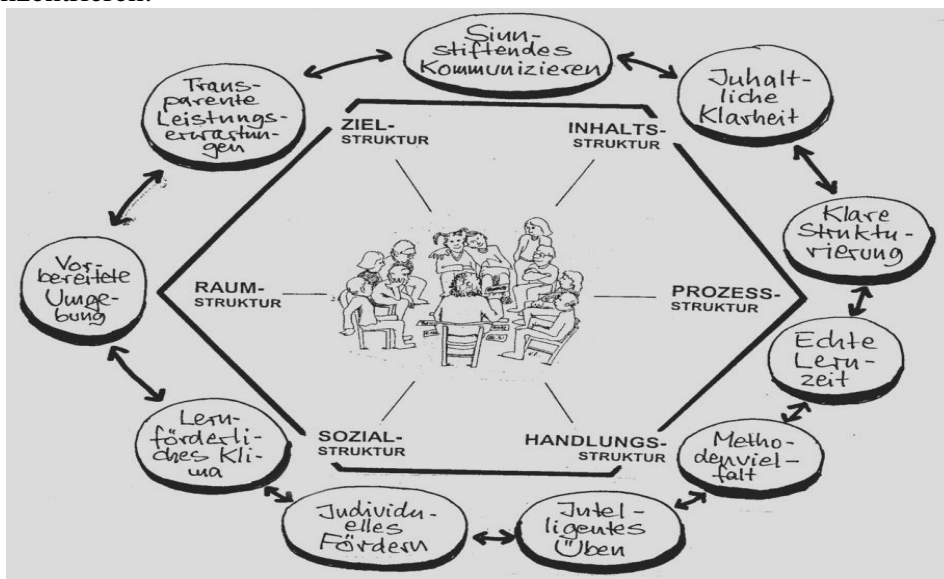 nzentrieren.
Sinn-
stiftendes
Kommunizieren
Trans-
parente
Leistungs-
erwartun-
gen
Inhalt-
liche
Klarheit
ZIEL-
STRUKTUR
INHALTS-
STRUKTUR
Klare
Struktu-
rierung
Vor-
bereitete
Umge-
bung
RAUM-
STRUKTUR
PROZESS-
STRUKTUR
Echte
Lern-
zeit
Lern-
förderli-
ches Kli-
ma
SOZIAL-
STRUKTUR
HANDLUNGS-
STRUKTUR
Metho-
denviel-
falt
Individu-
elles
Fördern
Intel-
ligentes
Üben